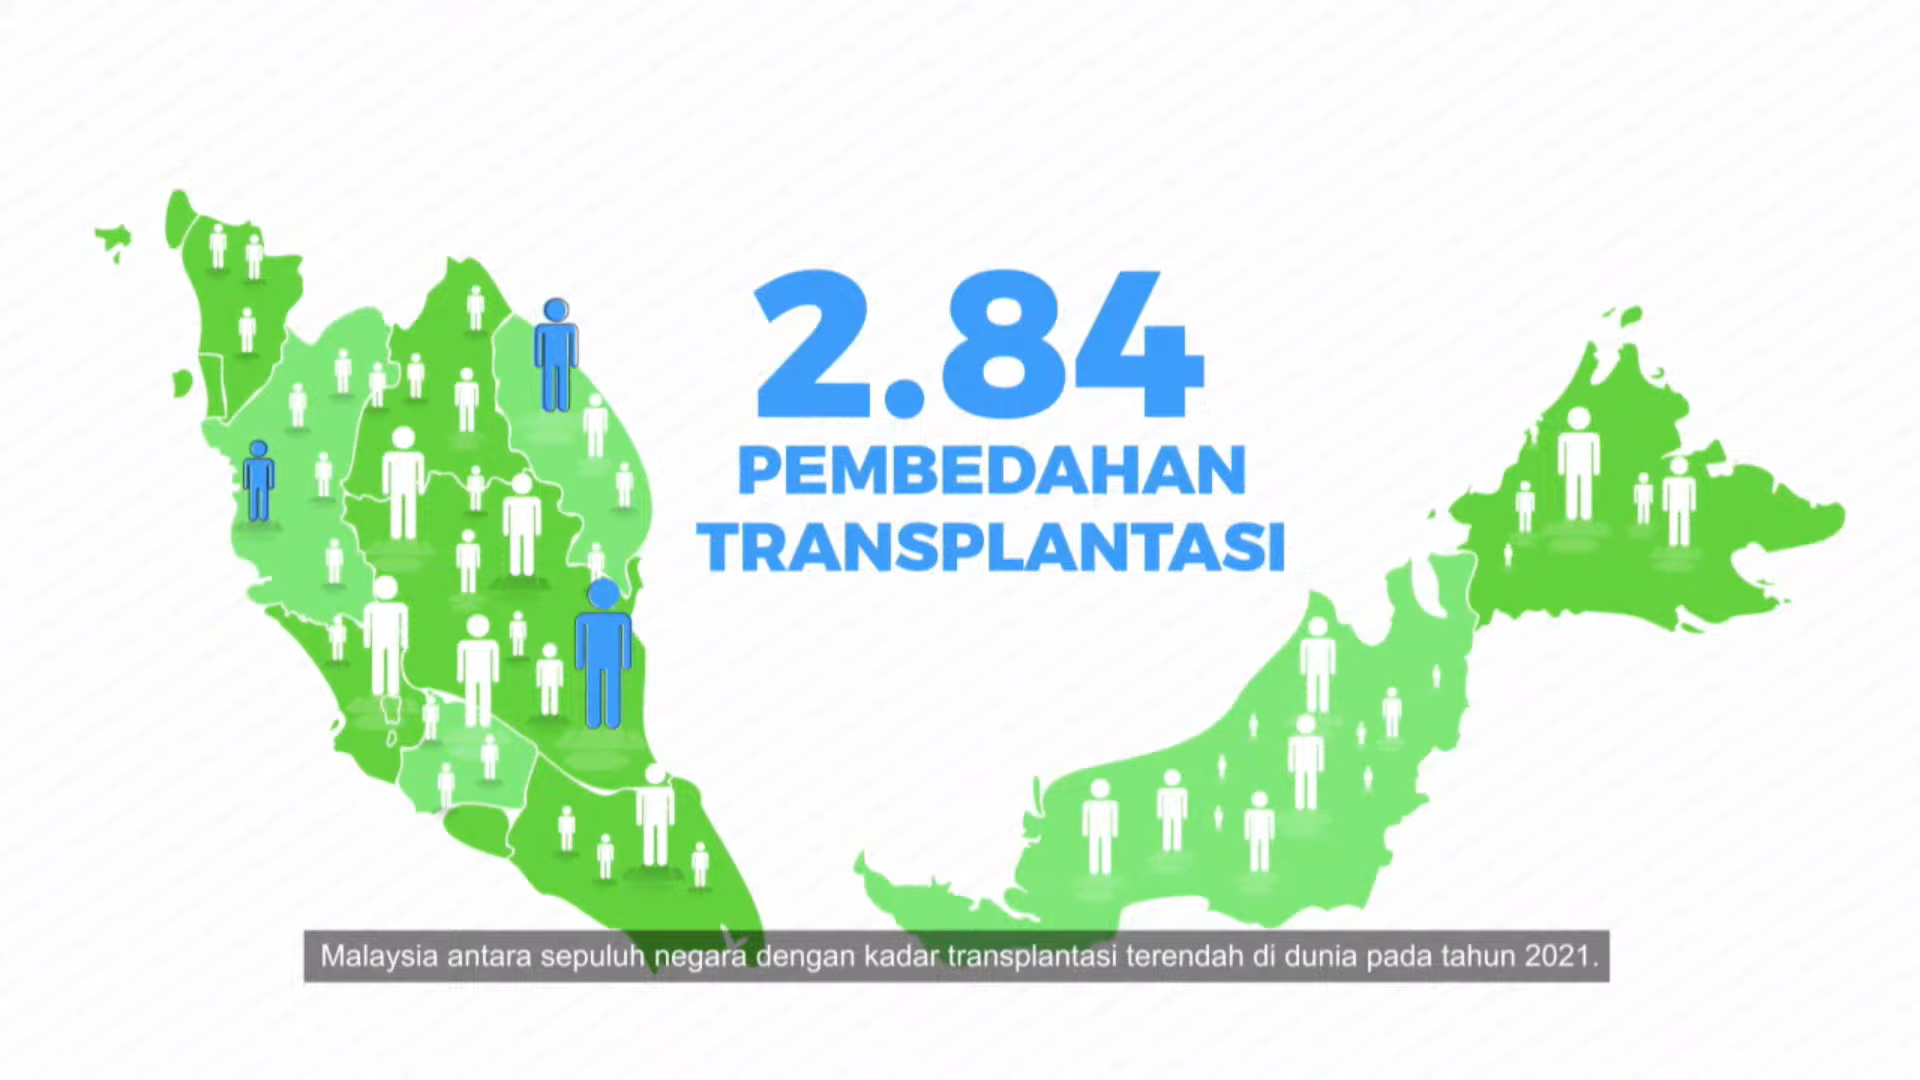 2.84
PEMBEDAHAN
TRANSPLANTASI
Malaysia antara sepuluh negara dengan kadar transplantasi terendah di dunia pada tahun 2021.